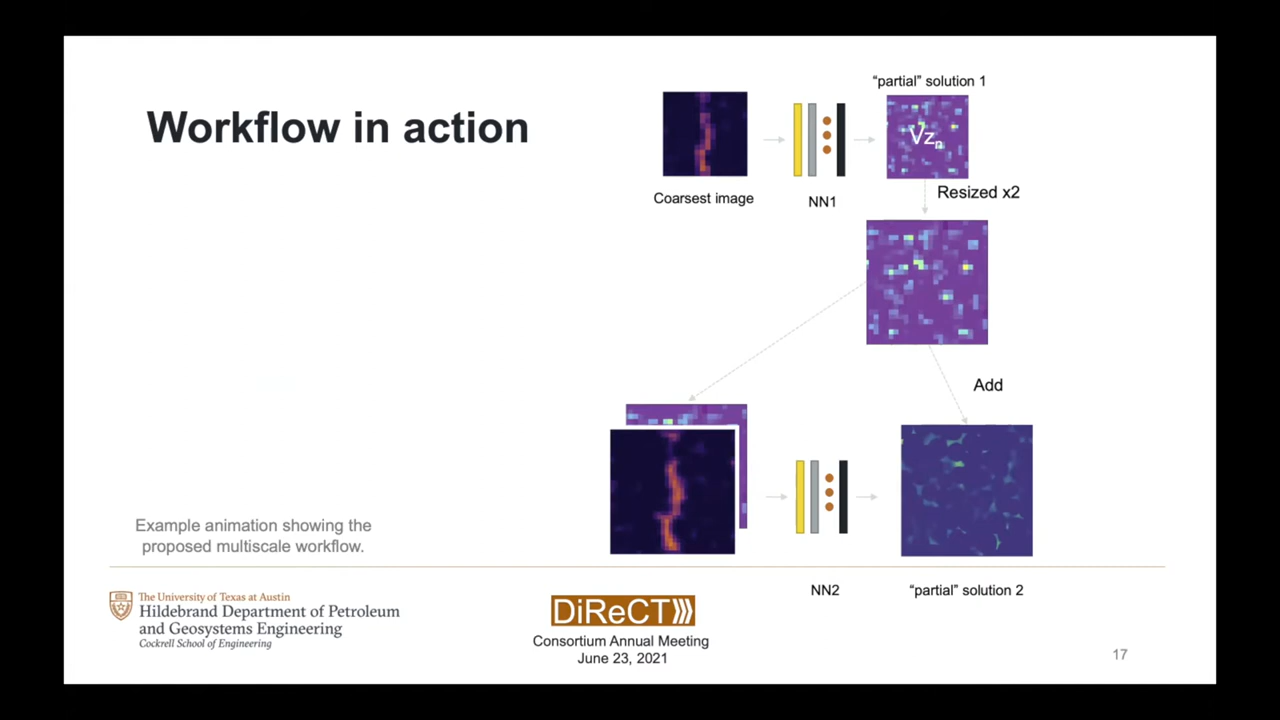 Workflow in action
“partial” solution 1
Vzn
Resized x2
Coarsest image
NN1
Add
Example animation showing the
proposed multiscale workflow.
NN2
“partial” solution 2
The University of Texas at Austin
Hildebrand Department of Petroleum
and Geosystems Engineering
Cockrell School of Engineering
DiReCT
Consortium Annual Meeting
June 23, 2021
17